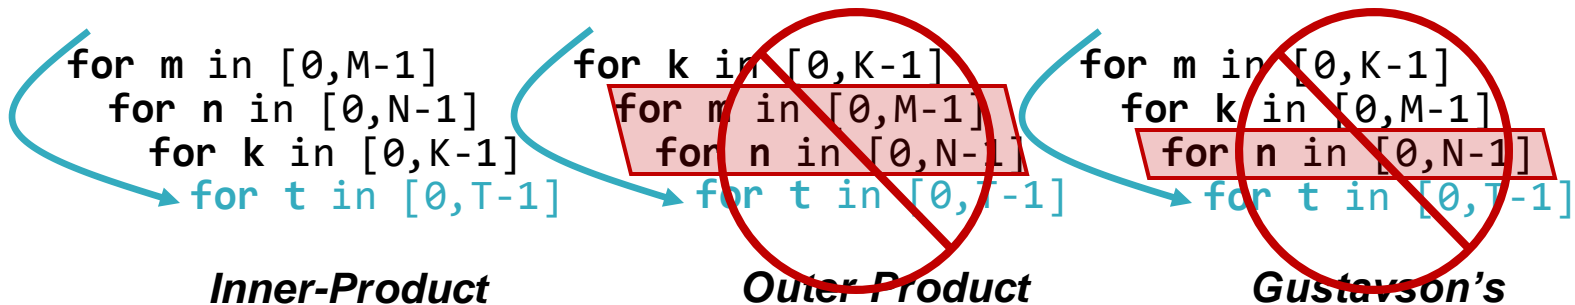 for m in [0,M-1]
for n in [0,N-1]
for k in [0,K-1]
for t in [0,T-1]
Inner-Product
for k in [0,K-1]
for m in [0,M-1]
for n in [0,N-1]
for t in [0,T-1]
Outer-Product
for m in [0,K-1]
for k in [0,M-1]
for n in [0,N-1]
for t in [0,T-1]
Gustavson's